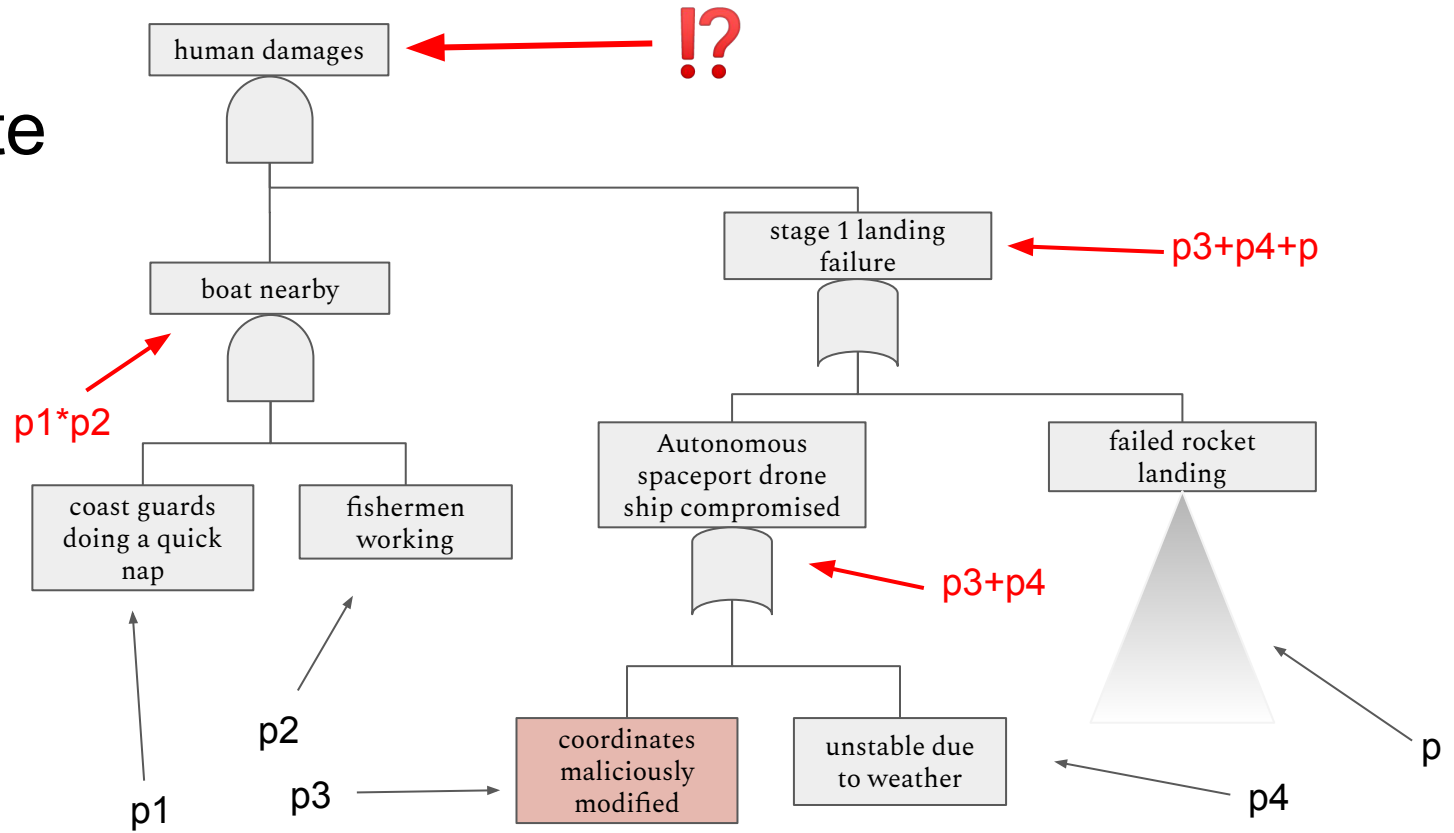 human damages
⁉
te
stage 1 landing
failure
p3+p4+p
boat nearby
p1*p2
Autonomous
spaceport drone
ship compromised
failed rocket
landing
coast guards
doing a quick
nap
fishermen
working
p3+p4
p2
p1
p3
coordinates
maliciously
modified
unstable due
to weather
p4
p